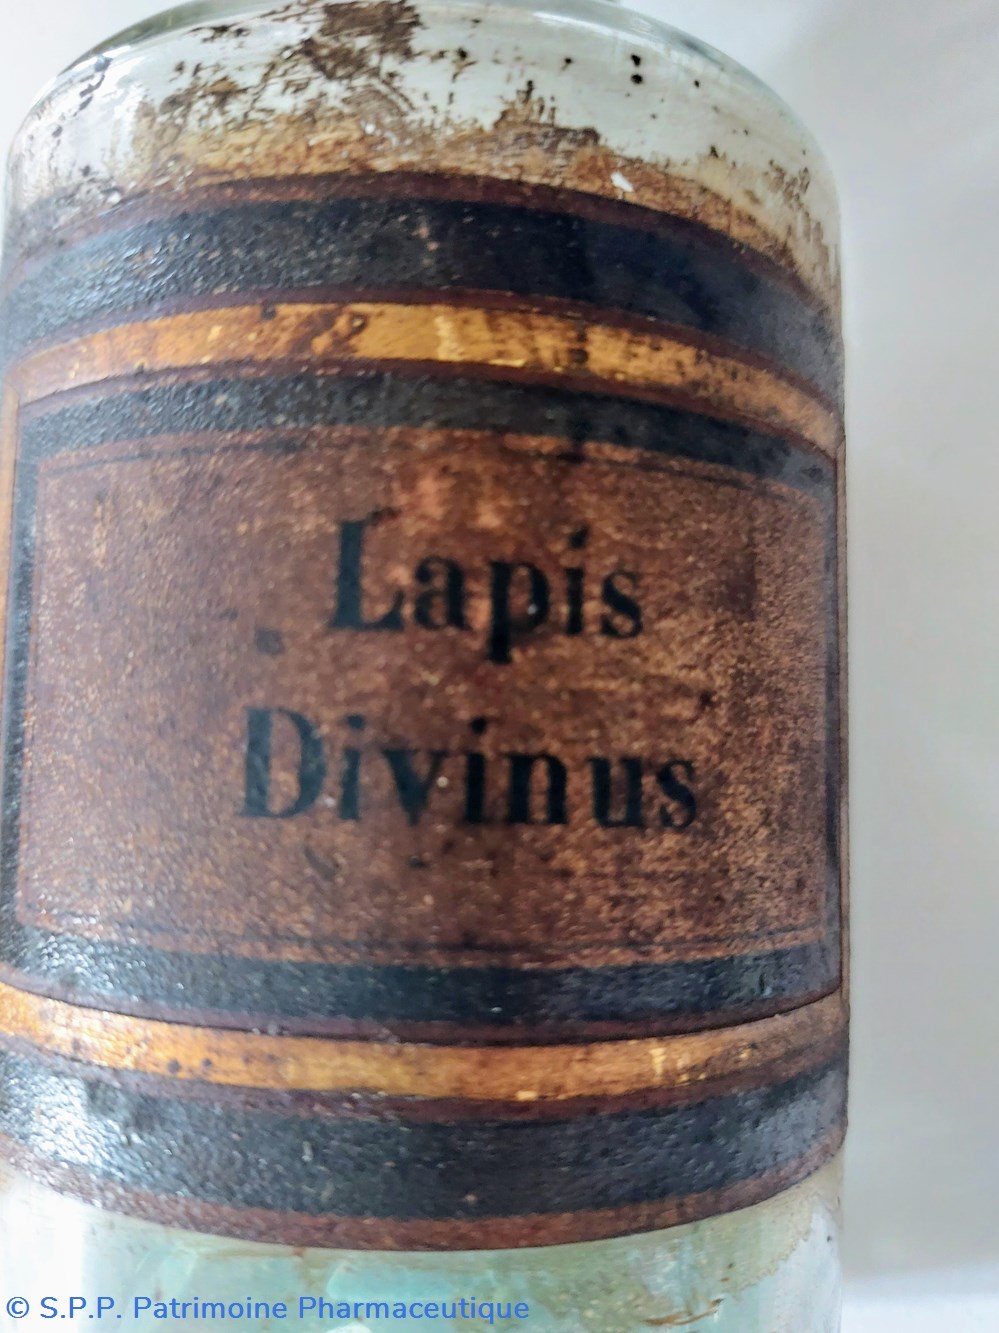 Lapis
Divinus
© S.P.P. Patrimoine Pharmaceutique